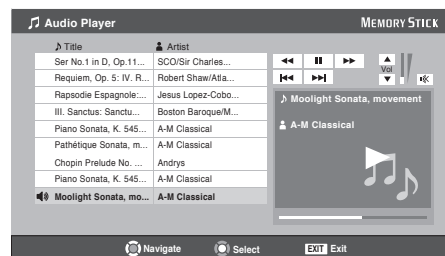 Audio Player
MEMORY STICK
Title Artist
Ser No.1 in D, Op.11... SCO/Sir Charles...
Requiem, Op. 5: IV. R... Robert Shaw/Atla...
Rapsodie Espagnole:... Jesus Lopez-Cobo...
III. Sanctus: Sanctu... Boston Baroque/M...
Piano Sonata, K. 545... A-M Classical
Pathétique Sonata, m... A-M Classical
Chopin Prelude No. ... Andrys
Piano Sonata, K. 545... A-M Classical
Moolight Sonata, mo... A-M Classical
Vol
Moolight Sonata, movement
A-M Classical
Navigate Select EXIT Exit